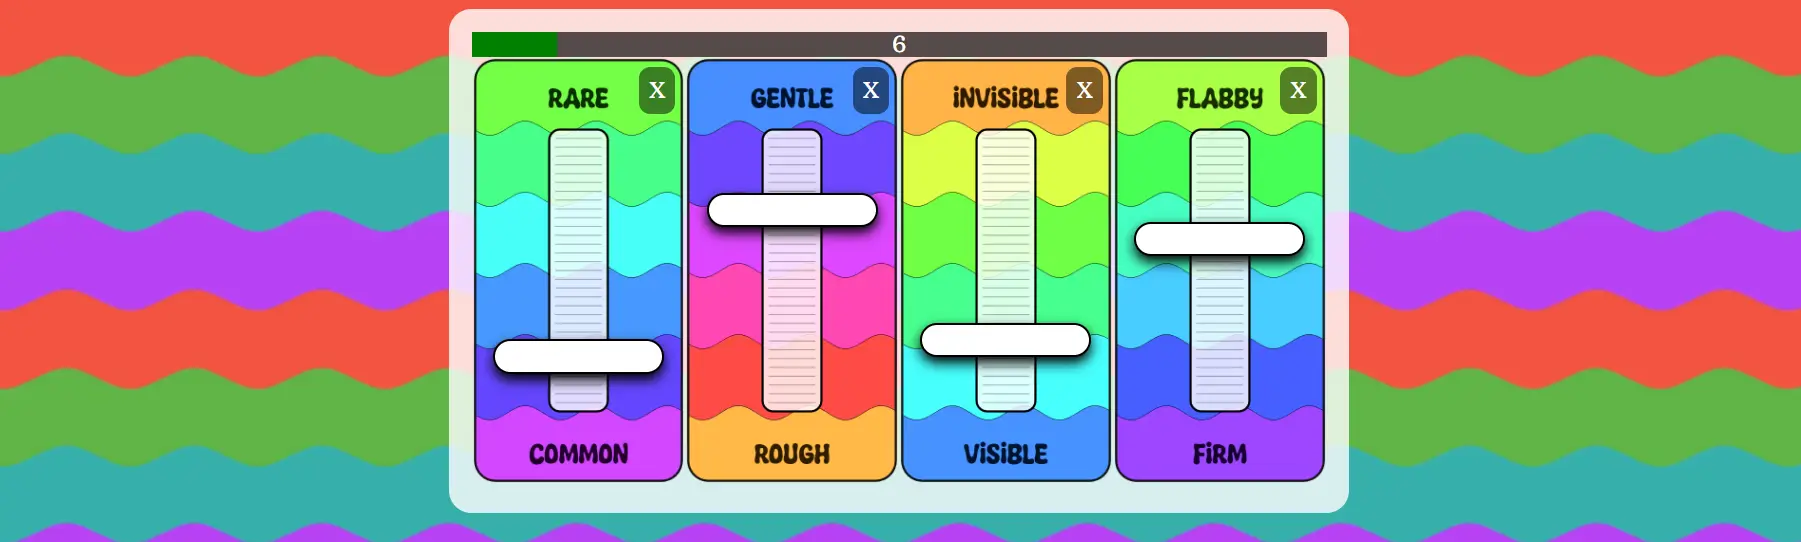 6
RARE X
GENTLE X
INVISIBLE X
FLABBY X
COMMON
ROUGH
VISIBLE
FIRM